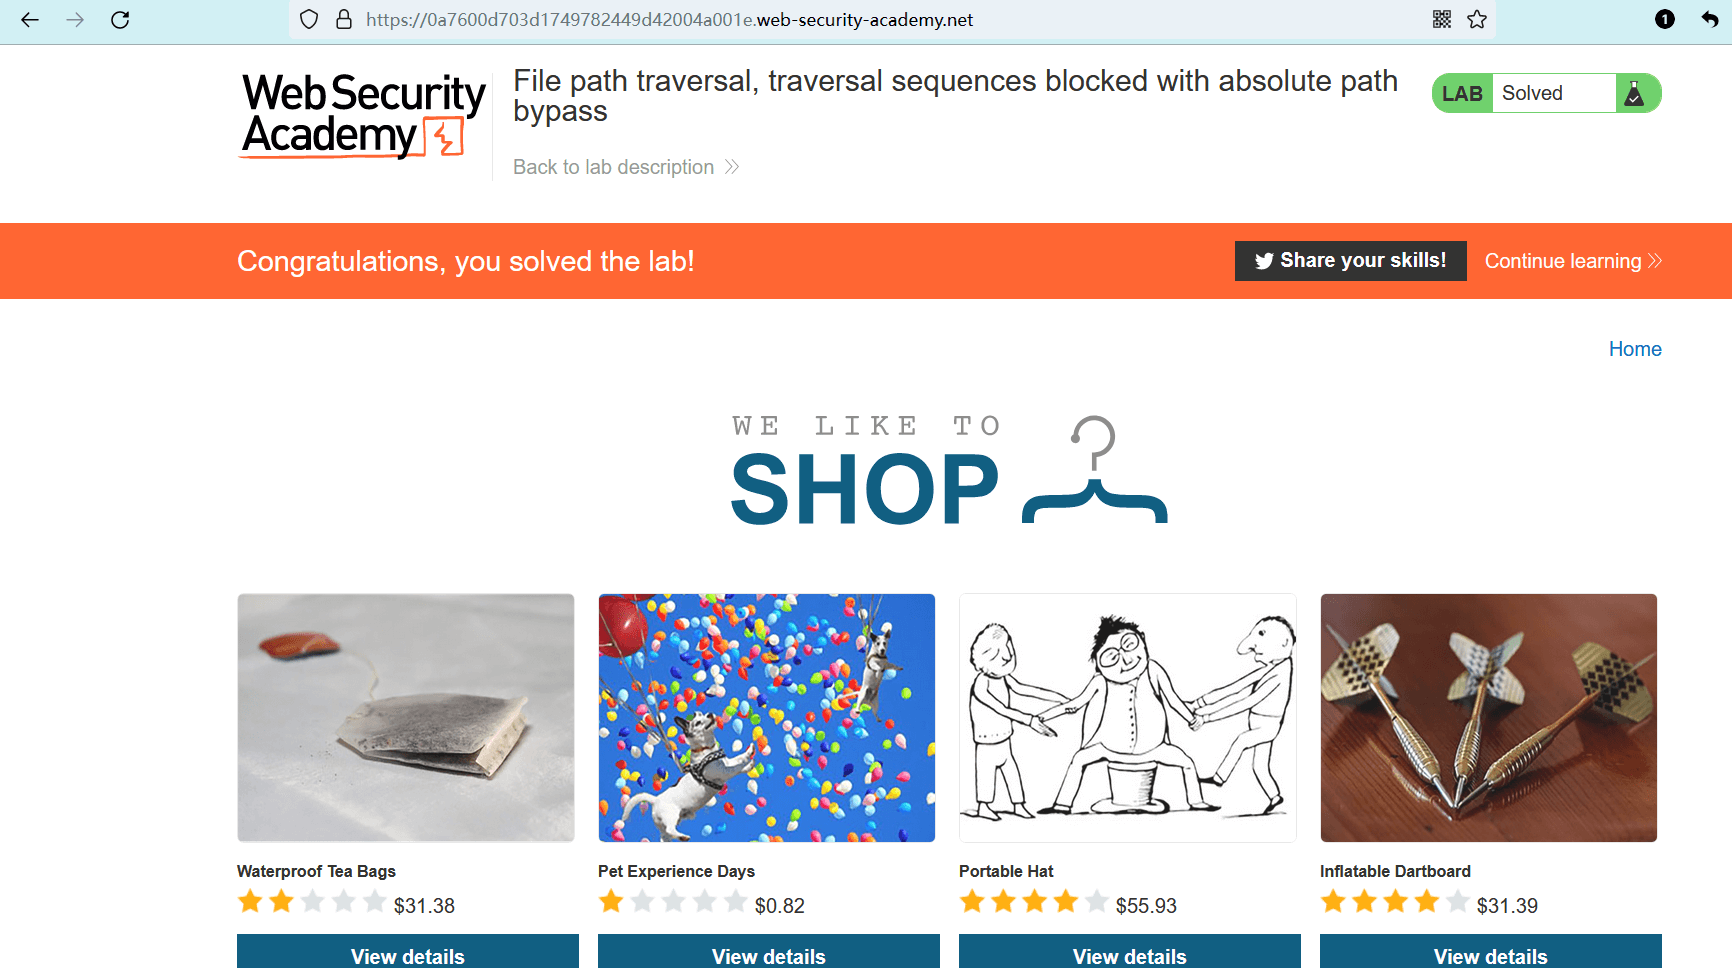 https://0a7600d703d1749782449d42004a001e.web-security-academy.net
1
Web Security
Academy
File path traversal, traversal sequences blocked with absolute path
bypass
Back to lab description
LAB Solved
Congratulations, you solved the lab!
Share your skills!
Continue learning
Home
WE LIKE TO
SHOP
Waterproof Tea Bags
$31.38
View details
Pet Experience Days
$0.82
View details
Portable Hat
$55.93
View details
Inflatable Dartboard
$31.39
View details